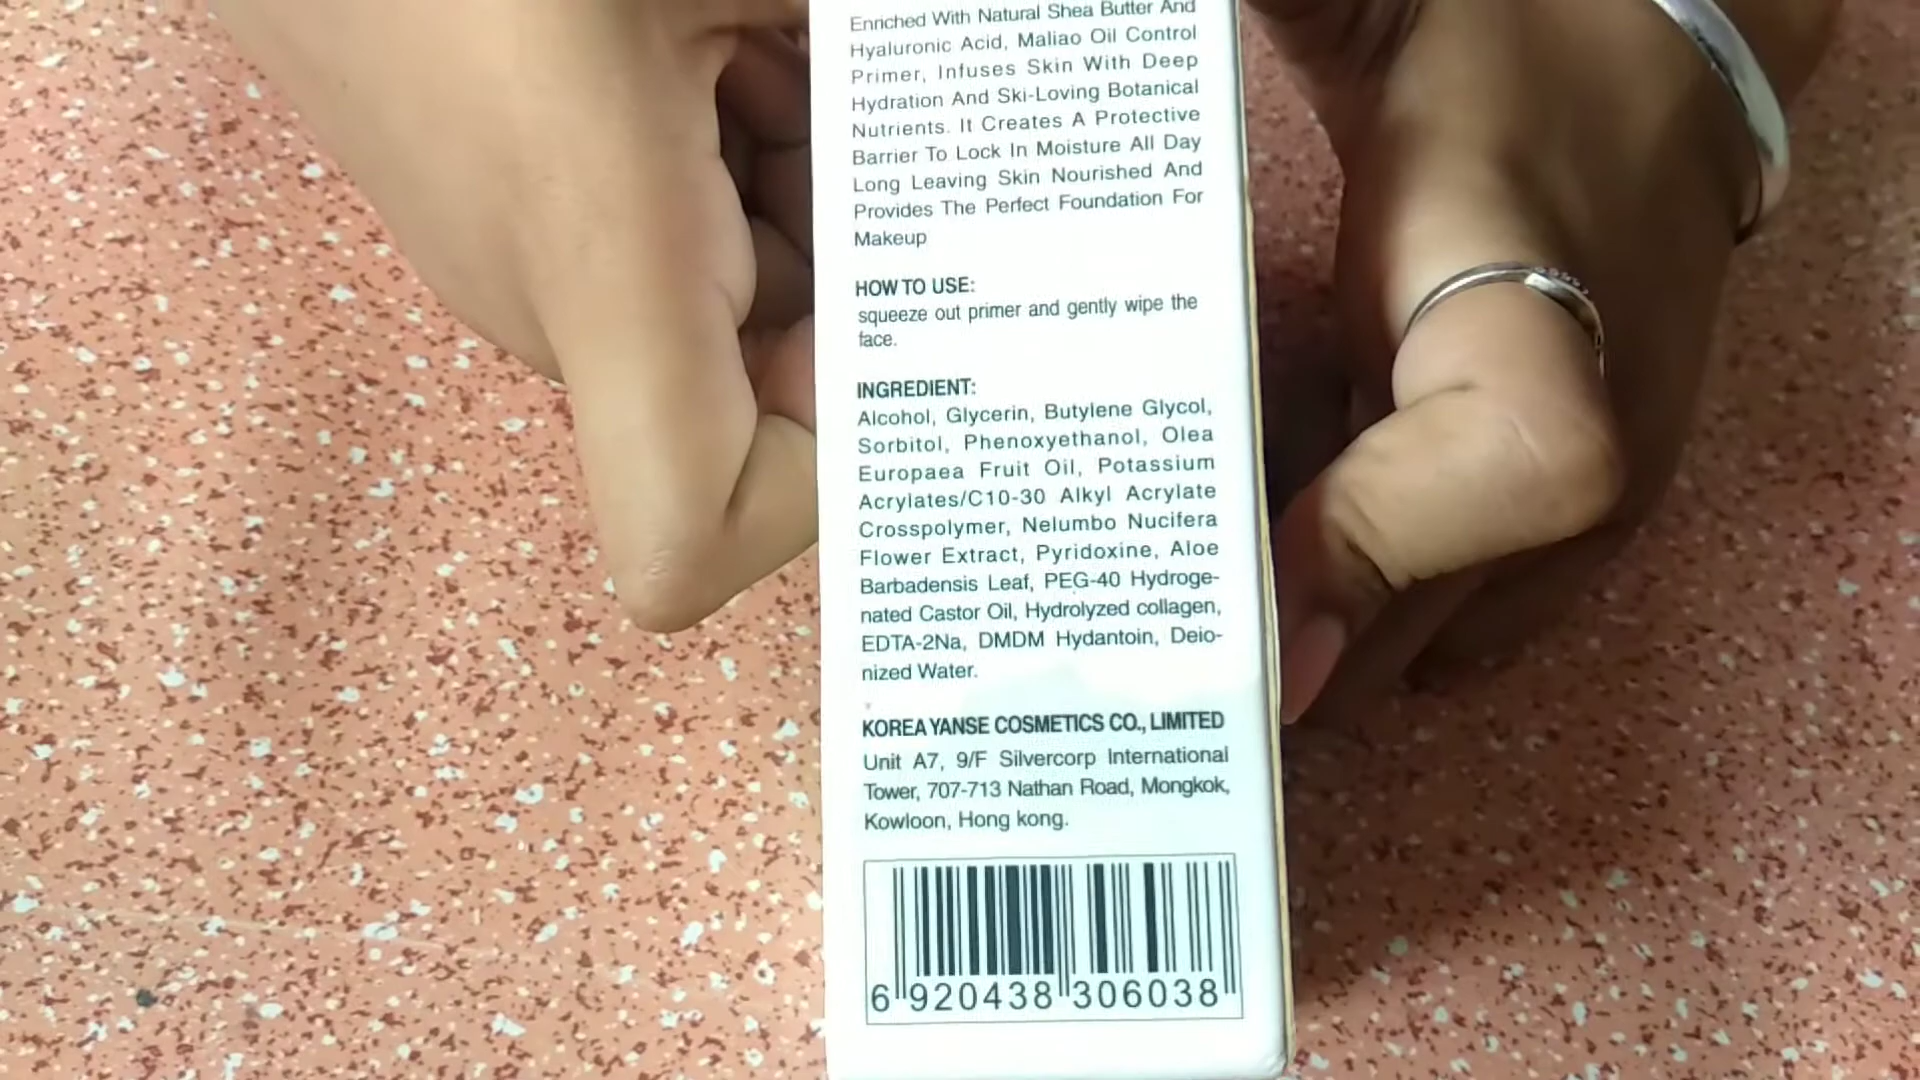 Enriched With Natural Shea Butter And
Hyaluronic Acid, Maliao Oil Control
Primer, Infuses Skin With Deep
Hydration And Ski-Loving Botanical
Nutrients. It Creates A Protective
Barrier To Lock In Moisture All Day
Long Leaving Skin Nourished And
Provides The Perfect Foundation For
Makeup
HOW TO USE:
squeeze out primer and gently wipe the
face.
INGREDIENT:
Alcohol, Glycerin, Butylene Glycol,
Sorbitol, Phenoxyethanol, Olea
Europaea Fruit Oil, Potassium
Acrylates/C10-30 Alkyl Acrylate
Crosspolymer, Nelumbo Nucifera
Flower Extract, Pyridoxine, Aloe
Barbadensis Leaf, PEG-40 Hydroge-
nated Castor Oil, Hydrolyzed collagen,
EDTA-2Na, DMDM Hydantoin, Deio-
nized Water.
KOREA YANSE COSMETICS CO., LIMITED
Unit A7, 9/F Silvercorp International
Tower, 707-713 Nathan Road, Mongkok,
Kowloon, Hong kong.
6 920438 306038